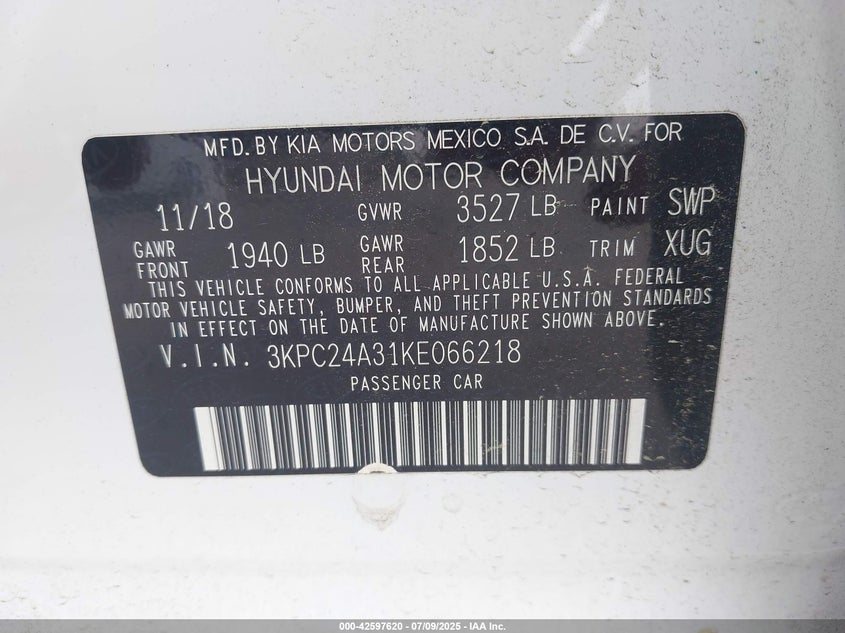 MFD. BY KIA MOTORS MEXICO S.A. DE C.V. FOR
HYUNDAI MOTOR COMPANY
11/18 GVWR 3527 LB PAINT SWP
GAWR FRONT 1940 LB GAWR REAR 1852 LB TRIM XUG
THIS VEHICLE CONFORMS TO ALL APPLICABLE U.S.A. FEDERAL
MOTOR VEHICLE SAFETY, BUMPER, AND THEFT PREVENTION STANDARDS
IN EFFECT ON THE DATE OF MANUFACTURE SHOWN ABOVE.
V.I.N. 3KPC24A31KE066218
PASSENGER CAR
000-42597620 / 07/09/2025 - IAA Inc.